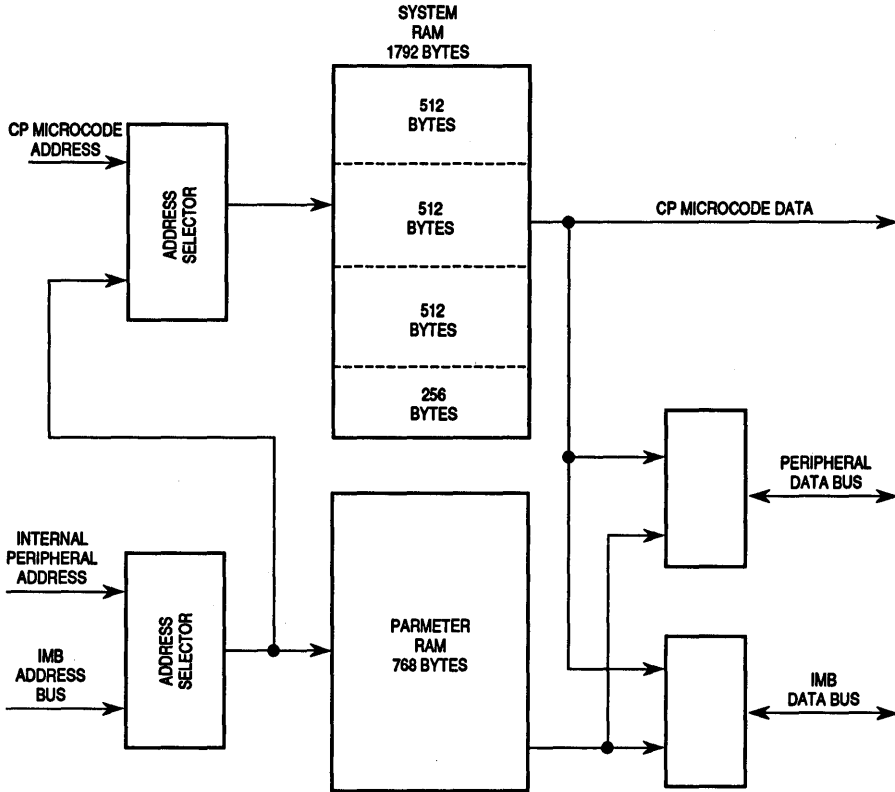 SYSTEM
RAM
1792 BYTES
512
BYTES
CP MICROCODE
ADDRESS
ADDRESS
SELECTOR
512
BYTES
CP MICROCODE DATA
512
BYTES
256
BYTES
PERIPHERAL
DATA BUS
INTERNAL
PERIPHERAL
ADDRESS
IMB
ADDRESS
BUS
ADDRESS
SELECTOR
PARMETER
RAM
768 BYTES
IMB
DATA BUS